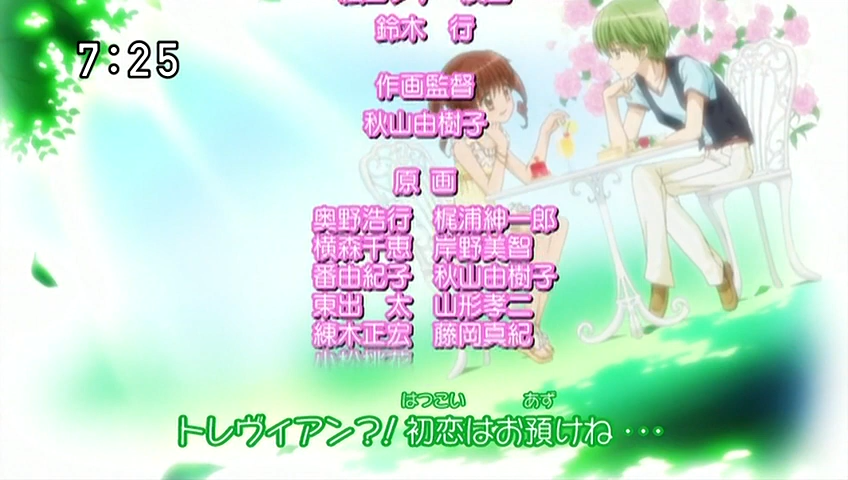 7:25
鈴木　行
作画監督
秋山由樹子
原 画
奥野浩行　梶浦紳一郎
横森千恵　岸野美智
番由紀子　秋山由樹子
東出　太　山形孝二
練木正宏　藤岡真紀
はつこい　あず
トレヴィアン?! 初恋はお預けね・・・